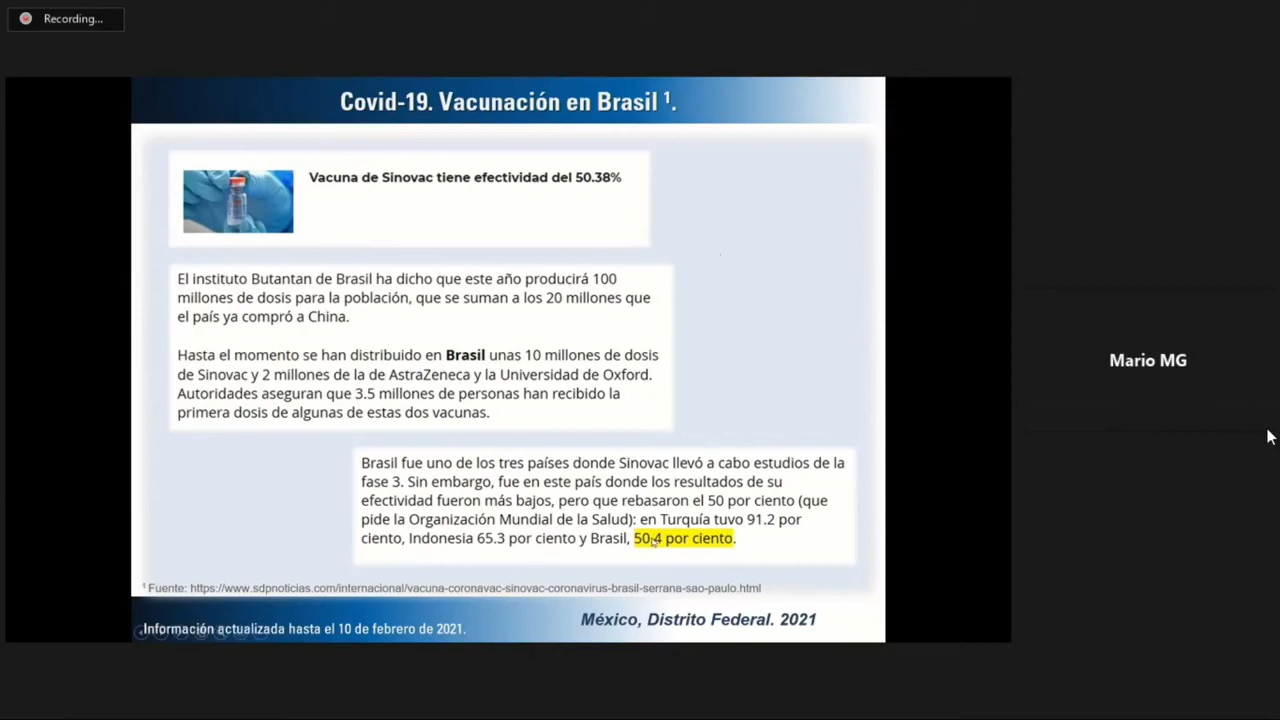 Recording...
Covid-19. Vacunación en Brasil ¹.
Vacuna de Sinovac tiene efectividad del 50.38%
El instituto Butantan de Brasil ha dicho que este año producirá 100
millones de dosis para la población, que se suman a los 20 millones que
el país ya compró a China.
Hasta el momento se han distribuido en Brasil unas 10 millones de dosis
de Sinovac y 2 millones de la de AstraZeneca y la Universidad de Oxford.
Autoridades aseguran que 3.5 millones de personas han recibido la
primera dosis de algunas de estas dos vacunas.
Brasil fue uno de los tres países donde Sinovac llevó a cabo estudios de la
fase 3. Sin embargo, fue en este país donde los resultados de su
efectividad fueron más bajos, pero que rebasaron el 50 por ciento (que
pide la Organización Mundial de la Salud): en Turquía tuvo 91.2 por
ciento, Indonesia 65.3 por ciento y Brasil, 50.4 por ciento.
¹ Fuente: https://www.sdpnoticias.com/internacional/vacuna-coronavac-sinovac-coronavirus-brasil-serrana-sao-paulo.html
México, Distrito Federal. 2021
Información actualizada hasta el 10 de febrero de 2021.
Mario MG